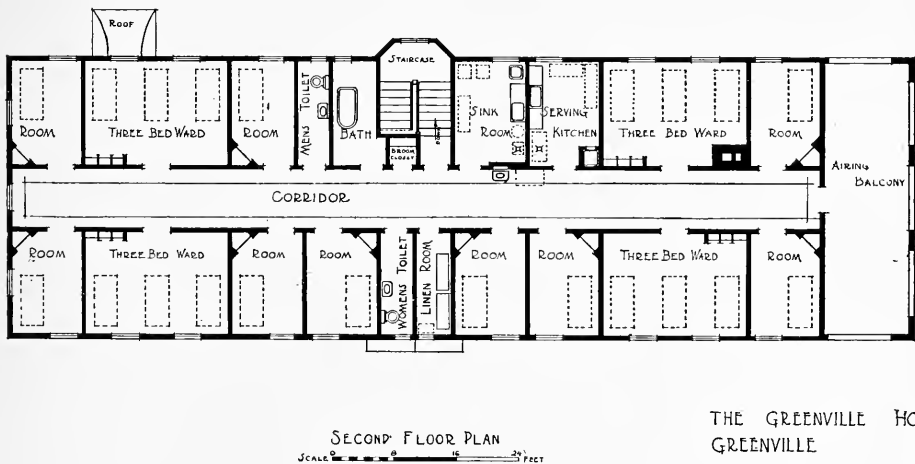 ROOF
STAIRCASE
ROOM
THREE BED WARD
ROOM
MENS TOILET
BATH
BROOM CLOSET
DOWN
SINK ROOM
SERVING KITCHEN
THREE BED WARD
ROOM
AIRING BALCONY
CORRIDOR
ROOM
THREE BED WARD
ROOM
ROOM
WOMENS TOILET
LINEN ROOM
ROOM
ROOM
THREE BED WARD
ROOM
SECOND FLOOR PLAN
SCALE 0 8 16 24 FEET
THE GREENVILLE HO
GREENVILLE